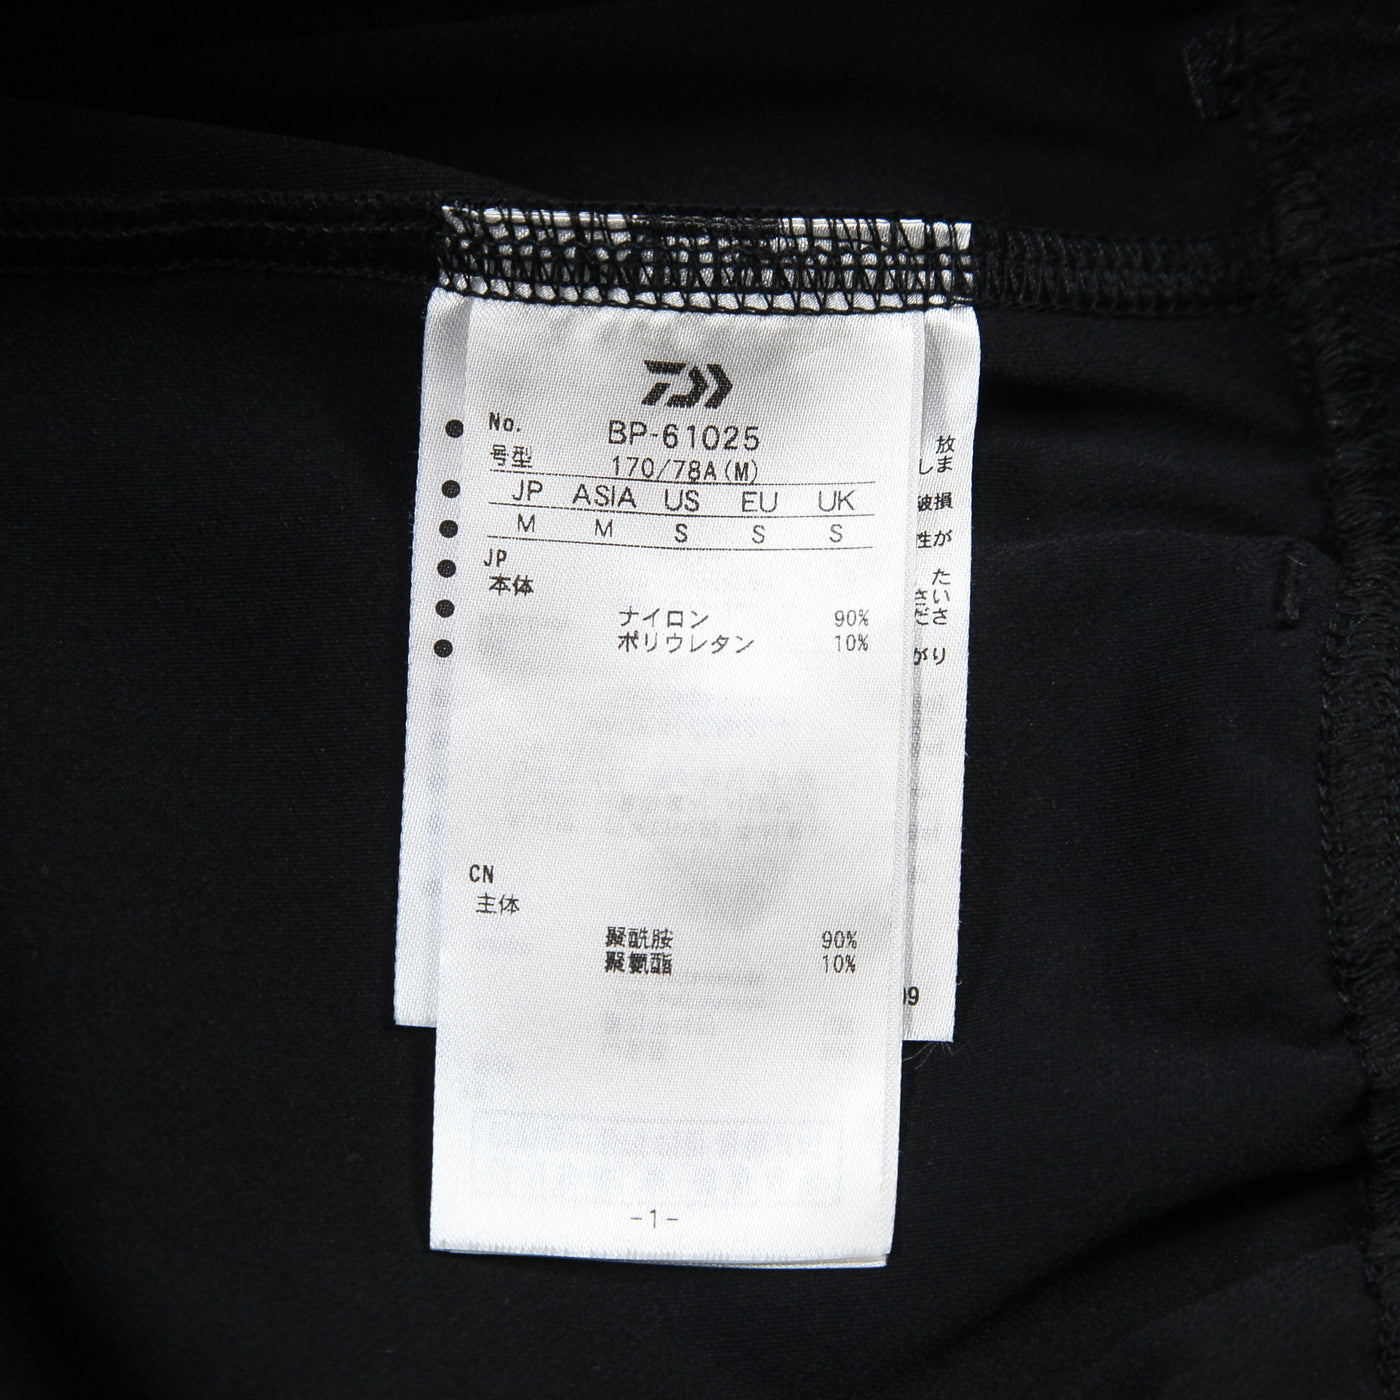 No. BP-61025
号型 170/78A(M)
JP ASIA US EU UK
M M S S S
JP
本体
ナイロン 90%
ポリウレタン 10%
CN
主体
聚酰胺 90%
聚氨酯 10%
-1-
放
しま
破損
性が
た
さい
ださ
がり
09